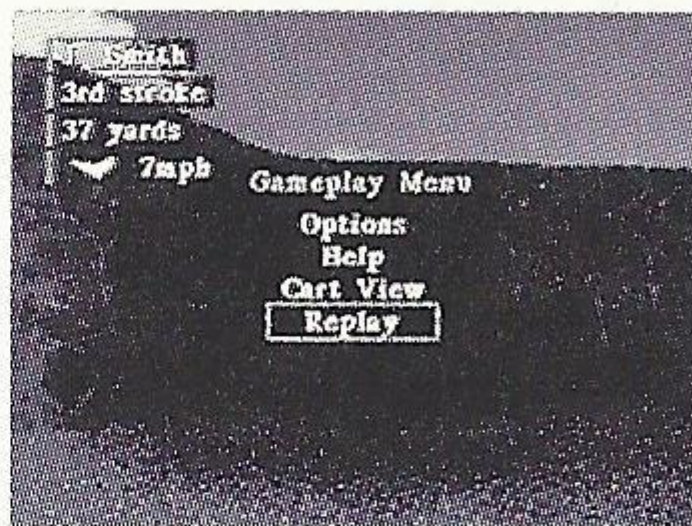 Smith
3rd stroke
37 yards
7mph
Gameplay Menu
Options
Help
Cart View
Replay